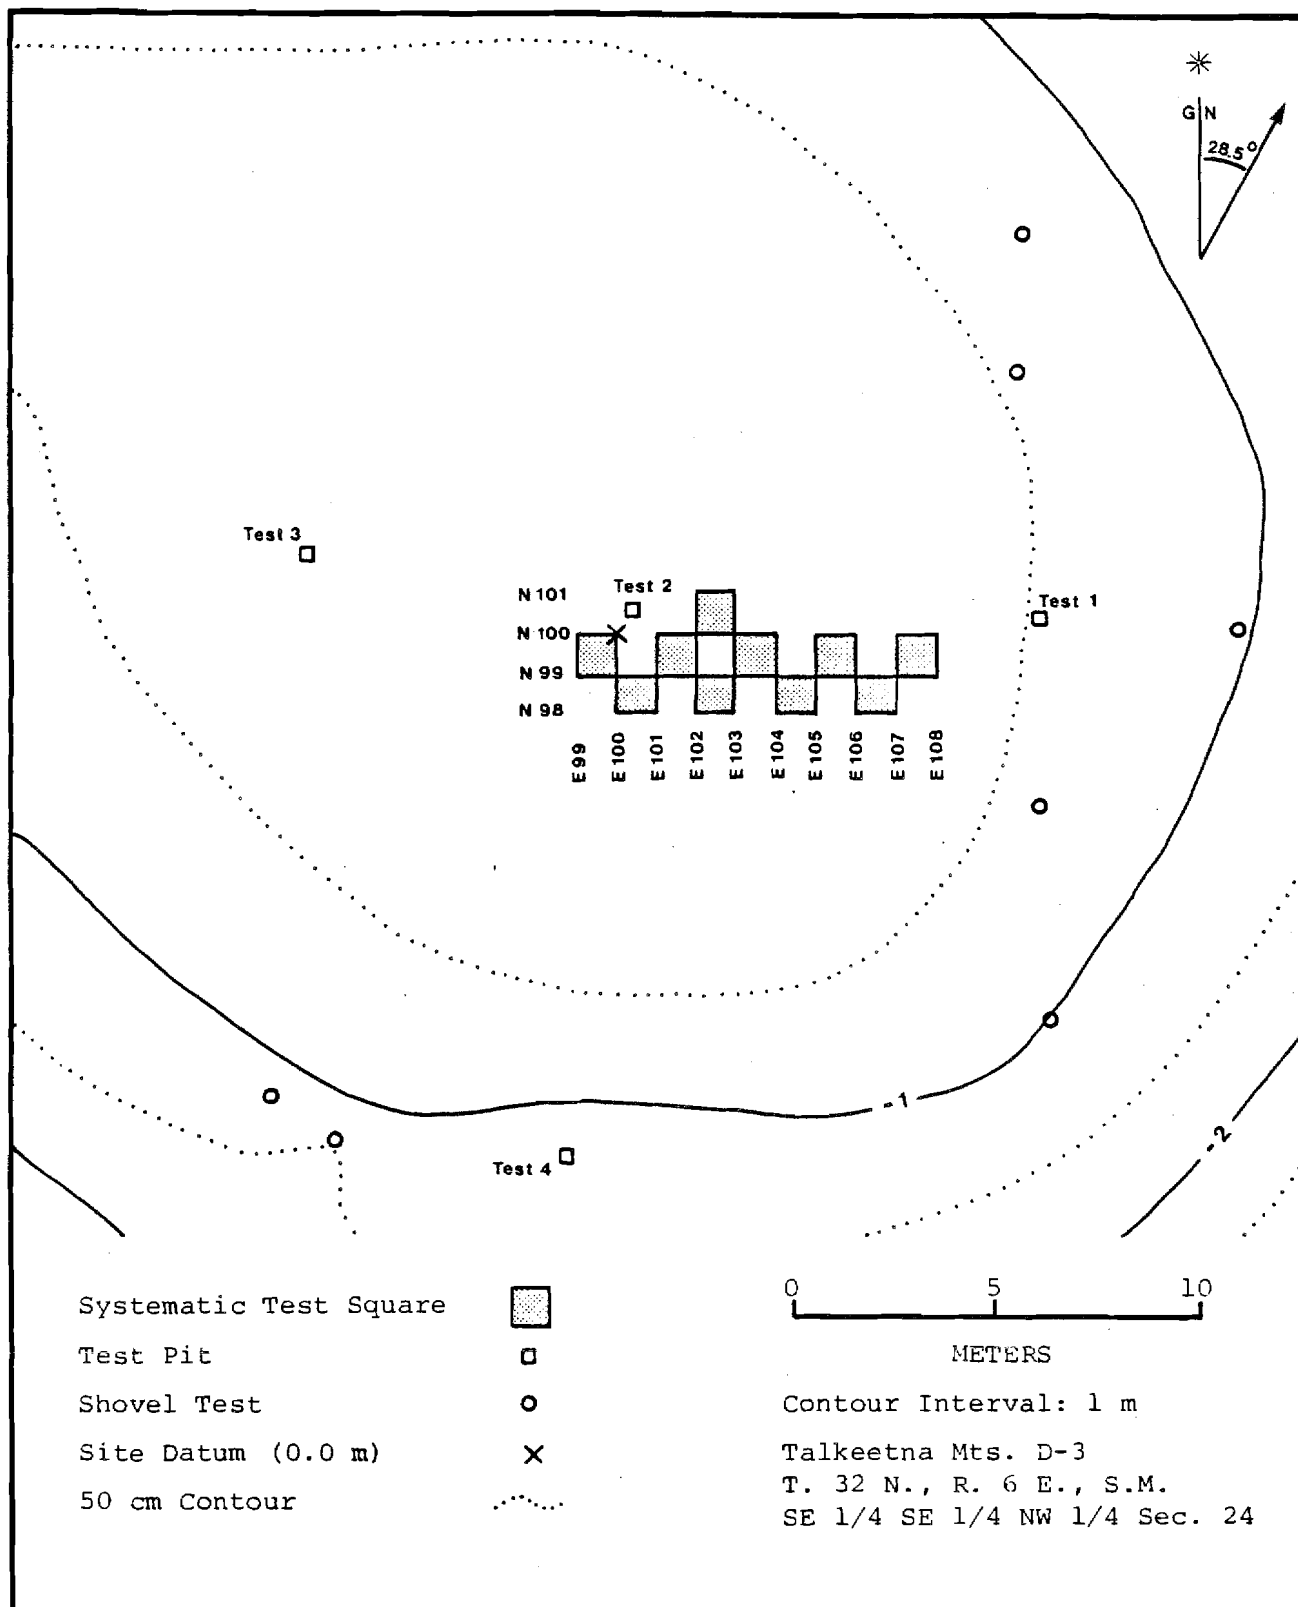 GN
28.5°
Test 3
N 101
Test 2
Test 1
N 100
N 99
N 98
E 99
E 100
E 101
E 102
E 103
E 104
E 105
E 106
E 107
E 108
-1
-2
Test 4
Systematic Test Square
Test Pit
Shovel Test
Site Datum (0.0 m)
50 cm Contour
0 5 10
METERS
Contour Interval: 1 m
Talkeetna Mts. D-3
T. 32 N., R. 6 E., S.M.
SE 1/4 SE 1/4 NW 1/4 Sec. 24